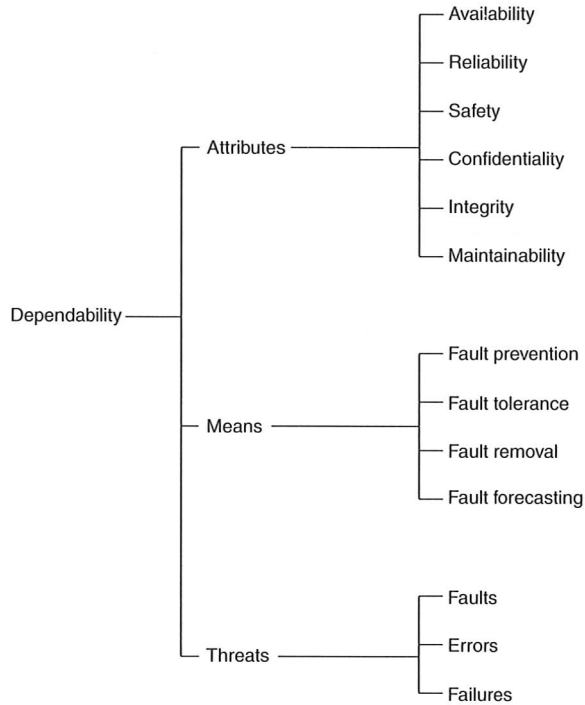 Dependability
Attributes
Availability
Reliability
Safety
Confidentiality
Integrity
Maintainability
Means
Fault prevention
Fault tolerance
Fault removal
Fault forecasting
Threats
Faults
Errors
Failures